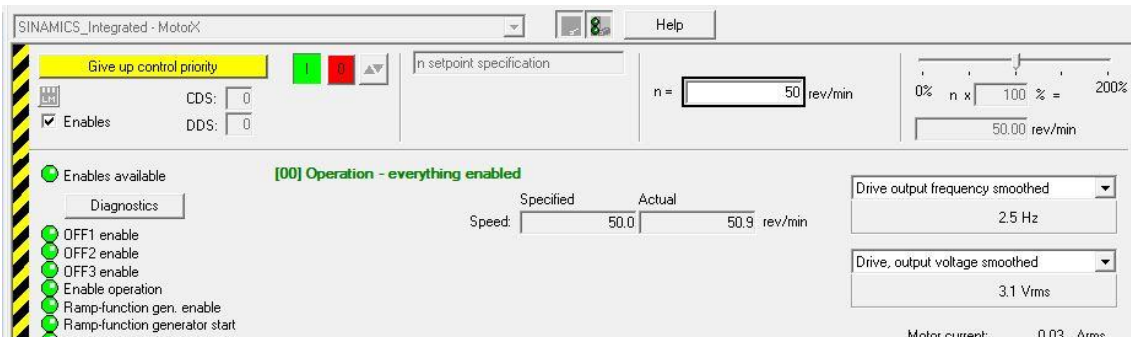 SINAMICS_Integrated - MotorX
Help
Give up control priority
I
0
n setpoint specification
n =
50 rev/min
0%
n x 100 % =
200%
LM
CDS: 0
Enables
DDS: 0
50.00 rev/min
Enables available
[00] Operation - everything enabled
Diagnostics
Specified Actual
Speed: 50.0 50.9 rev/min
Drive output frequency smoothed
2.5 Hz
OFF1 enable
OFF2 enable
OFF3 enable
Enable operation
Ramp-function gen. enable
Ramp-function generator start
Drive, output voltage smoothed
3.1 Vrms
Motor current: 0.03 Arms